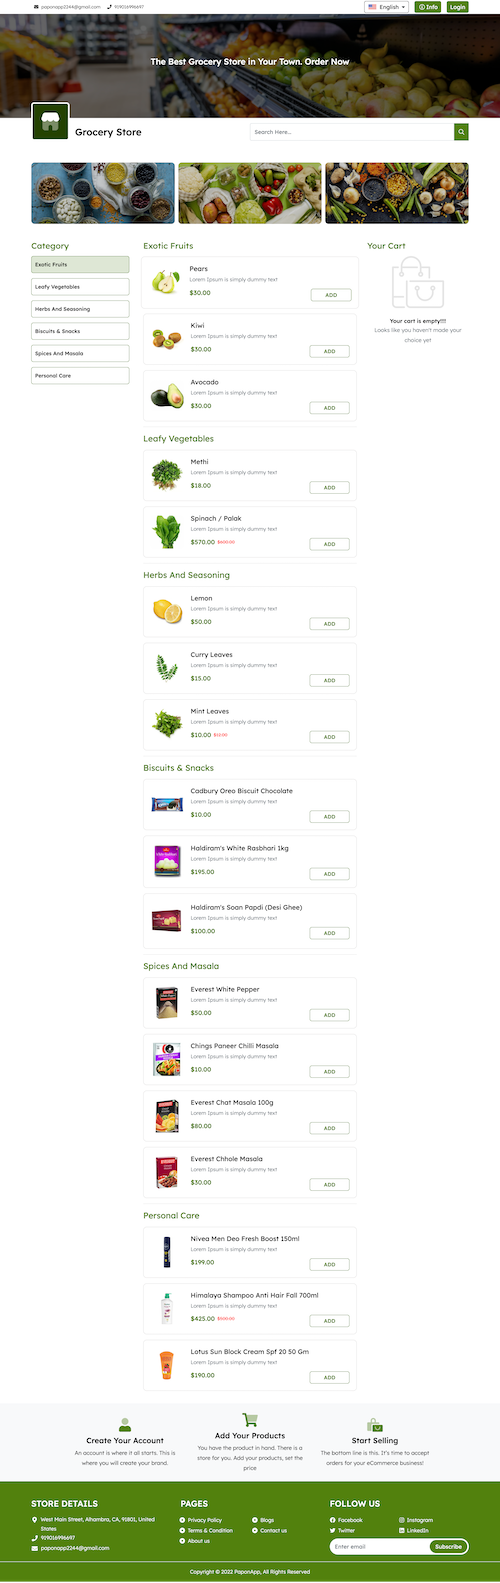 paponapp2244@gmail.com
919016996697
English
Info
Login
The Best Grocery Store in Your Town. Order Now
Grocery Store
Search Here...
Category
Exotic Fruits
Leafy Vegetables
Herbs And Seasoning
Biscuits & Snacks
Spices And Masala
Personal Care
Exotic Fruits
Pears
Lorem Ipsum is simply dummy text
$30.00
ADD
Kiwi
Lorem Ipsum is simply dummy text
$30.00
ADD
Avocado
Lorem Ipsum is simply dummy text
$30.00
ADD
Leafy Vegetables
Methi
Lorem Ipsum is simply dummy text
$18.00
ADD
Spinach / Palak
Lorem Ipsum is simply dummy text
$570.00 $600.00
ADD
Herbs And Seasoning
Lemon
Lorem Ipsum is simply dummy text
$50.00
ADD
Curry Leaves
Lorem Ipsum is simply dummy text
$15.00
ADD
Mint Leaves
Lorem Ipsum is simply dummy text
$10.00
ADD
Biscuits & Snacks
Cadbury Oreo Biscuit Chocolate
Lorem Ipsum is simply dummy text
$10.00
ADD
Haldiram's White Rasbhari 1kg
Lorem Ipsum is simply dummy text
$195.00
ADD
Haldiram's Soan Papdi (Desi Ghee)
Lorem Ipsum is simply dummy text
$100.00
ADD
Spices And Masala
Everest White Pepper
Lorem Ipsum is simply dummy text
$50.00
ADD
Chings Paneer Chilli Masala
Lorem Ipsum is simply dummy text
$10.00
ADD
Everest Chat Masala 100g
Lorem Ipsum is simply dummy text
$80.00
ADD
Everest Chhole Masala
Lorem Ipsum is simply dummy text
$30.00
ADD
Personal Care
Nivea Men Deo Fresh Boost 150ml
Lorem Ipsum is simply dummy text
$199.00
ADD
Himalaya Shampoo Anti Hair Fall 700ml
Lorem Ipsum is simply dummy text
$425.00 $500.00
ADD
Lotus Sun Block Cream Spf 20 50 Gm
Lorem Ipsum is simply dummy text
$190.00
ADD
Your Cart
Your cart is empty!!!!
Looks like you haven't made your
choice yet
Create Your Account
An account is where it all starts. This is
where you will create your brand.
Add Your Products
You have the product in hand. There is a
store for you. Add your products, set the
price
Start Selling
The bottom line is this. It's time to accept
orders for your eCommerce business!
STORE DETAILS
West Main Street, Alhambra, CA, 91801, United
States
919016996697
paponapp2244@gmail.com
PAGES
Privacy Policy
Blogs
Terms & Condition
Contact us
About us
FOLLOW US
Facebook
Instagram
Twitter
LinkedIn
Enter email
Subscribe
Copyright © 2022 PaponApp, All Rights Reserved